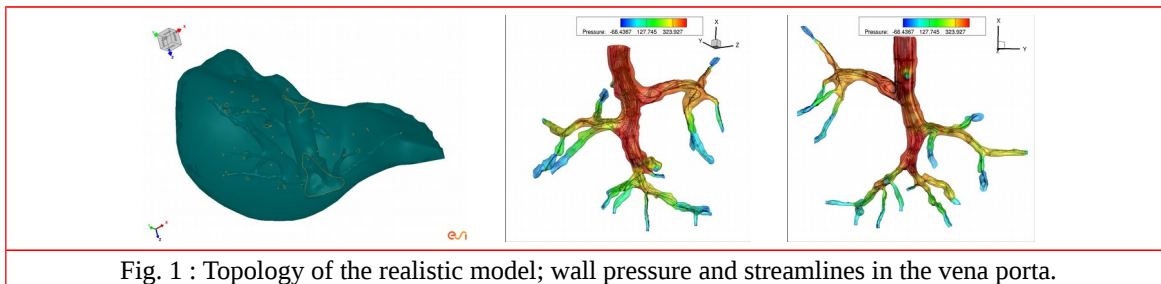 esi
Pressure: -68.4367 127.745 323.927
X
Y
Z
Pressure: -68.4367 127.745 323.927
X
Y
Fig. 1 : Topology of the realistic model; wall pressure and streamlines in the vena porta.